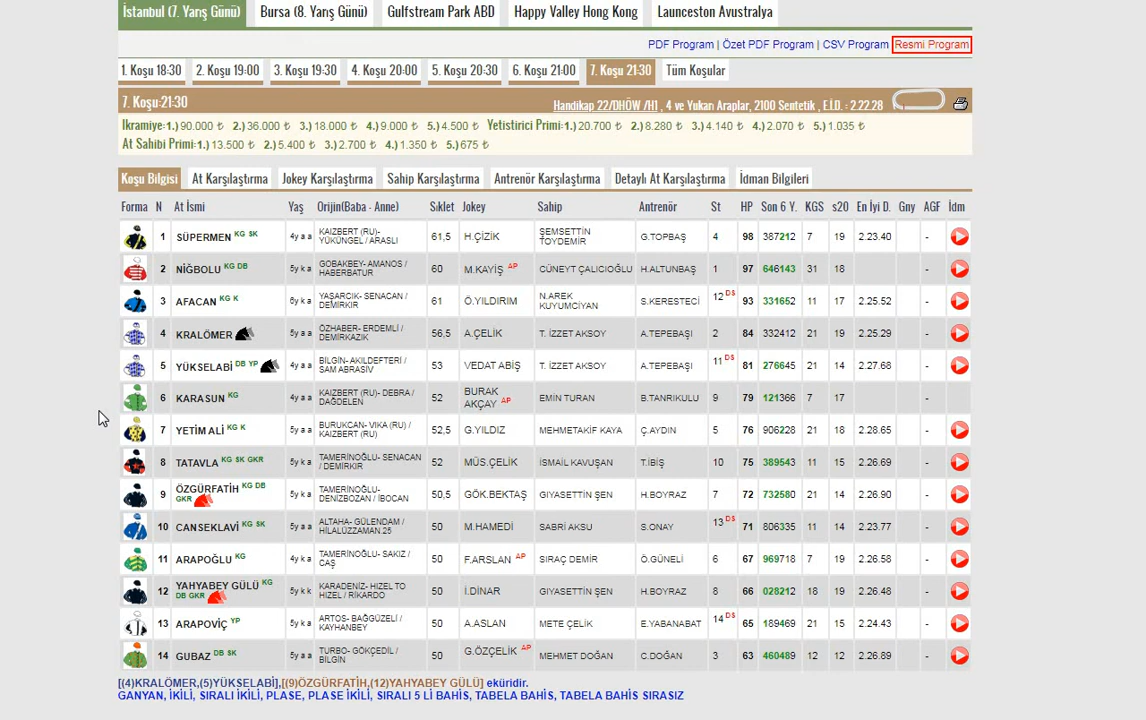 İstanbul (7. Yarış Günü) Bursa (8. Yarış Günü) Gulfstream Park ABD Happy Valley Hong Kong Launceston Avustralya
PDF Program | Özet PDF Program | CSV Program Resmi Program
1. Koşu 18:30 2. Koşu 19:00 3. Koşu 19:30 4. Koşu 20:00 5. Koşu 20:30 6. Koşu 21:00 7. Koşu 21:30 Tüm Koşular
7. Koşu:21:30 Handikap 22/DHÖW /H1 , 4 ve Yukarı Araplar, 2100 Sentetik , E.İ.D. : 2.22.28
İkramiye:1.) 90.000 ₺ 2.) 36.000 ₺ 3.) 18.000 ₺ 4.) 9.000 ₺ 5.) 4.500 ₺ Yetistirici Primi:1.) 20.700 ₺ 2.) 8.280 ₺ 3.) 4.140 ₺ 4.) 2.070 ₺ 5.) 1.035 ₺
At Sahibi Primi:1.) 13.500 ₺ 2.) 5.400 ₺ 3.) 2.700 ₺ 4.) 1.350 ₺ 5.) 675 ₺
Koşu Bilgisi At Karşılaştırma Jokey Karşılaştırma Sahip Karşılaştırma Antrenör Karşılaştırma Detaylı At Karşılaştırma İdman Bilgileri
Forma N At İsmi Yaş Orijin(Baba - Anne) Sıklet Jokey Sahip Antrenör St HP Son 6 Y. KGS s20 En İyi D. Gny AGF İdm
1 SÜPERMEN KG SK 4y a a KAIZBERT (RU)- YÜKÜNGEL / ARASLI 61,5 H.ÇİZİK ŞEMSETTİN TOYDEMİR G.TOPBAŞ 4 98 387212 7 19 2.23.40 -
2 NİĞBOLU KG DB 5y k a GOBAKBEY- AMANOS / HABERBATUR 60 M.KAYİŞ AP CÜNEYT ÇALICIOĞLU H.ALTUNBAŞ 1 97 646143 31 18 -
3 AFACAN KG K 6y k a YAŞARCIK- SENACAN / DEMİRKIR 61 Ö.YILDIRIM N.AREK KUYUMCİYAN S.KERESTECİ 12 DS 93 331652 11 17 2.25.52 -
4 KRALÖMER 5y a a ÖZHABER- ERDEMLİ / DEMİRKAZIK 56,5 A.ÇELİK T. İZZET AKSOY A.TEPEBAŞI 2 84 332412 21 19 2.25.29 -
5 YÜKSELABİ DB YP 4y a a BİLGİN- AKILDEFTERİ / SAM ABRASİV 53 VEDAT ABİŞ T. İZZET AKSOY A.TEPEBAŞI 11 DS 81 276645 21 14 2.27.68 -
6 KARASUN KG 4y a a KAIZBERT (RU)- DEBRA / DAĞDELEN 52 BURAK AKÇAY AP EMİN TURAN B.TANRIKULU 9 79 121366 7 17 -
7 YETİM ALİ KG K 4y a a BURUKCAN- VIKA (RU) / KAIZBERT (RU) 52,5 G.YILDIZ MEHMETAKİF KAYA Ç.AYDIN 5 76 906228 21 18 2.28.65 -
8 TATAVLA KG SK GKR 5y a a TAMERİNOĞLU- SENACAN / DEMİRKIR 52 MÜS.ÇELİK İSMAİL KAVUŞAN T.İBİŞ 10 75 389543 11 15 2.26.69 -
9 ÖZGÜRFATİH KG DB GKR 5y k a TAMERİNOĞLU- DENİZBOZAN / İBOCAN 50,5 GÖK.BEKTAŞ GIYASETTİN ŞEN H.BOYRAZ 7 72 732580 21 14 2.26.90 -
10 CANSEKLAVİ KG SK 5y a a ALTAHA- GÜLENDAM / HİLALÜZZAMAN 25 50 M.HAMEDİ SABRİ AKSU S.ONAY 13 DS 71 806335 11 14 2.23.77 -
11 ARAPOĞLU KG 4y k a TAMERİNOĞLU- SAKIZ / CAŞ 50 F.ARSLAN AP SIRAÇ DEMİR Ö.GÜNELİ 6 67 969718 7 19 2.26.58 -
12 YAHYABEY GÜLÜ KG DB GKR 5y k k KARADENİZ- HIZEL TO HIZEL / RİKARDO 50 İ.DİNAR GIYASETTİN ŞEN H.BOYRAZ 8 66 028212 18 19 2.26.48 -
13 ARAPOVİÇ YP 5y k a ARTOS- BAĞGÜZELİ / KAYHANBEY 50 A.ASLAN METE ÇELİK E.YABANABAT 14 DS 65 189469 21 15 2.24.43 -
14 GUBAZ DB SK 5y a a TURBO- GÖKÇEDİL / BİLGİN 50 G.ÖZÇELİK AP MEHMET DOĞAN C.DOĞAN 3 63 460489 12 12 2.26.89 -
[(4)KRALÖMER,(5)YÜKSELABİ],[(9)ÖZGÜRFATİH,(12)YAHYABEY GÜLÜ] eküridir.
GANYAN, İKİLİ, SIRALI İKİLİ, PLASE, PLASE İKİLİ, SIRALI 5 Lİ BAHİS, TABELA BAHİS, TABELA BAHİS SIRASIZ